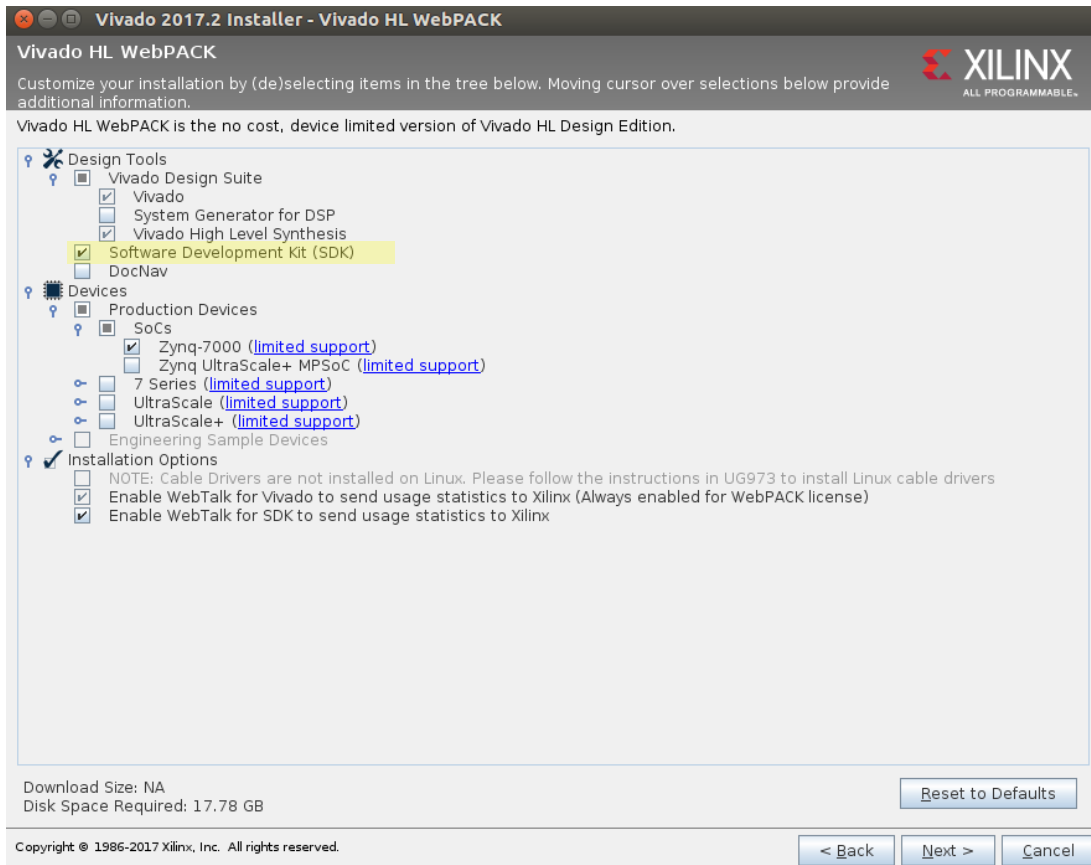 Vivado 2017.2 Installer - Vivado HL WebPACK
Vivado HL WebPACK
Customize your installation by (de)selecting items in the tree below. Moving cursor over selections below provide
additional information.
XILINX
ALL PROGRAMMABLE™
Vivado HL WebPACK is the no cost, device limited version of Vivado HL Design Edition.
Design Tools
Vivado Design Suite
Vivado
System Generator for DSP
Vivado High Level Synthesis
Software Development Kit (SDK)
DocNav
Devices
Production Devices
SoCs
Zynq-7000 (limited support)
Zynq UltraScale+ MPSoC (limited support)
7 Series (limited support)
UltraScale (limited support)
UltraScale+ (limited support)
Engineering Sample Devices
Installation Options
NOTE: Cable Drivers are not installed on Linux. Please follow the instructions in UG973 to install Linux cable drivers
Enable WebTalk for Vivado to send usage statistics to Xilinx (Always enabled for WebPACK license)
Enable WebTalk for SDK to send usage statistics to Xilinx
Download Size: NA
Disk Space Required: 17.78 GB
Reset to Defaults
Copyright © 1986-2017 Xilinx, Inc. All rights reserved.
< Back
Next >
Cancel